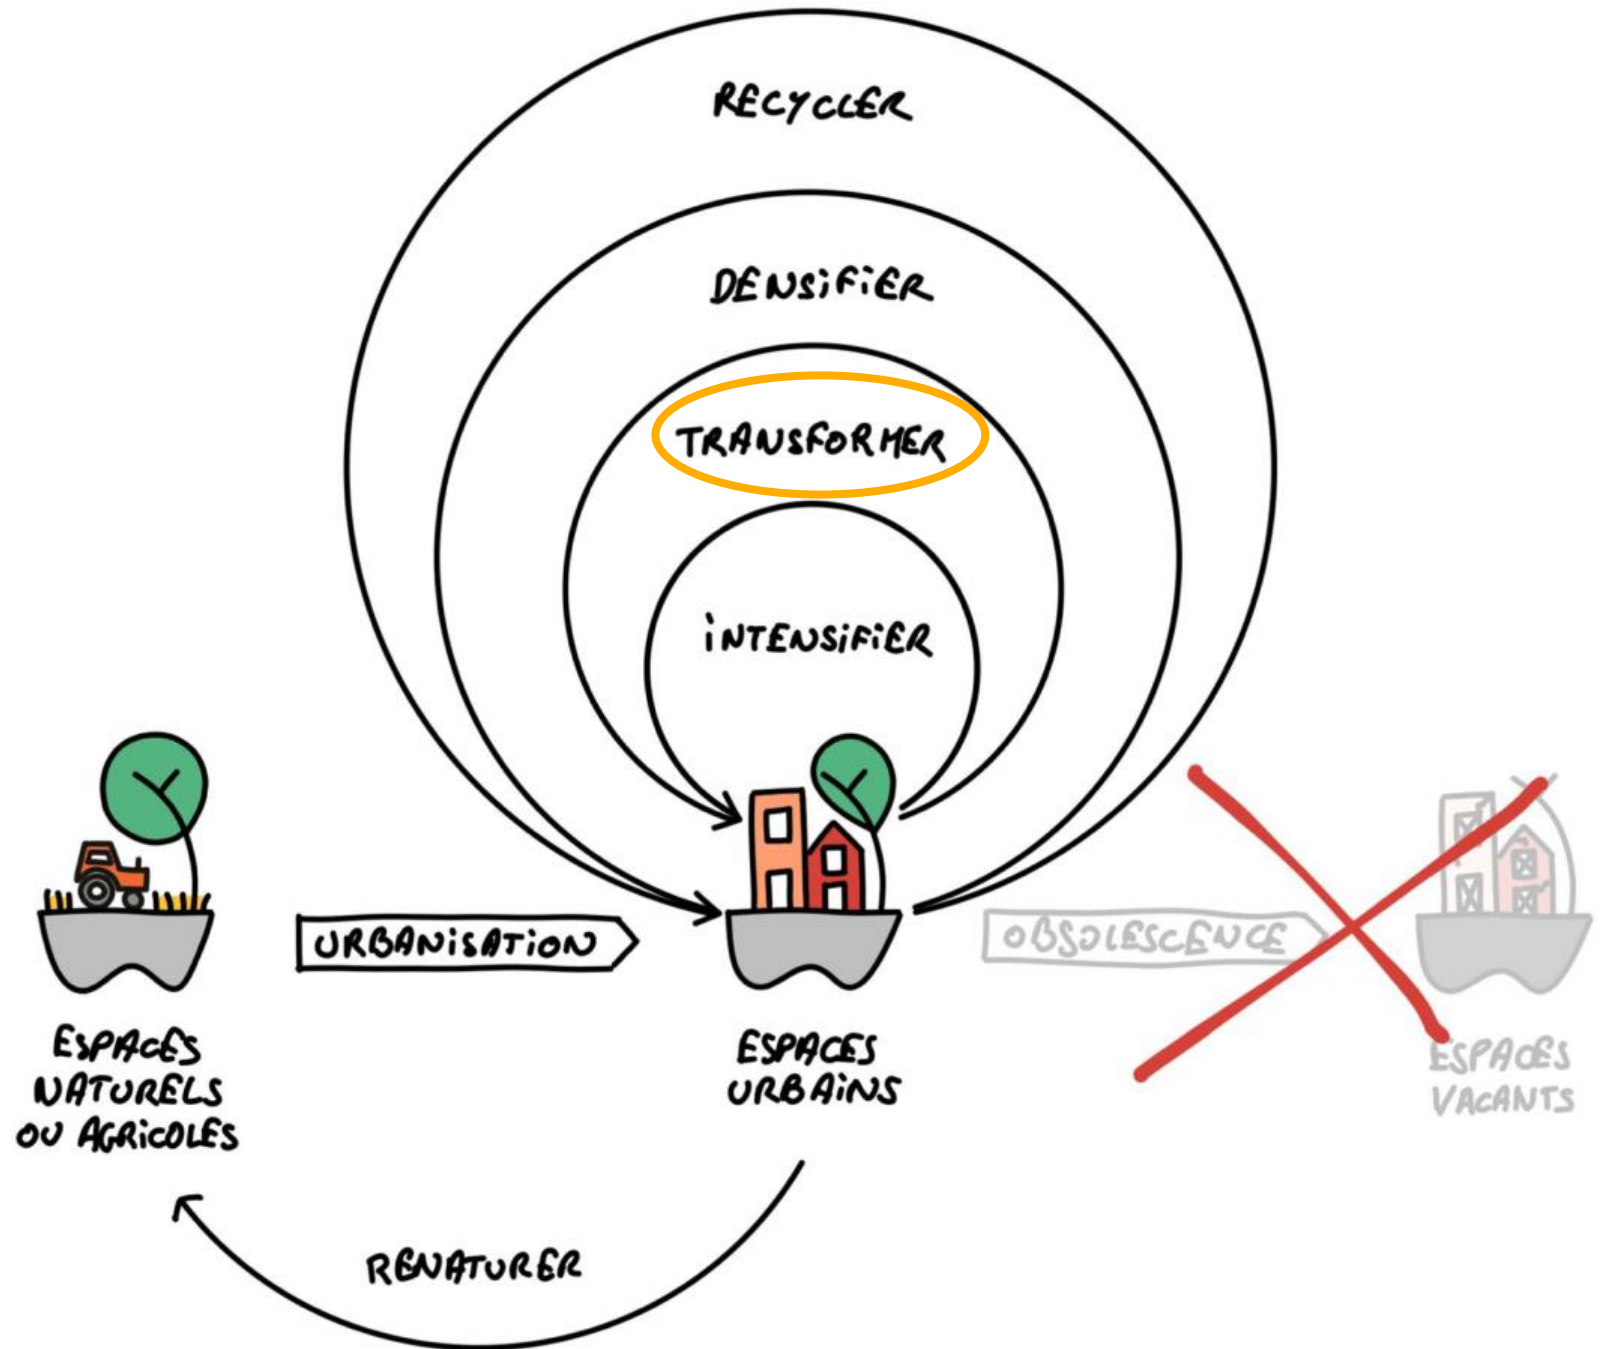 RECYCLER
DENSiFiER
TRANSFORMER
iNTENSiFiER
URBANiSATiON
OBSOLESCENCE
ESPACES
NATURELS
OU AGRiCOLES
ESPACES
URBAiNS
ESPACES
VACANTS
RENATURER